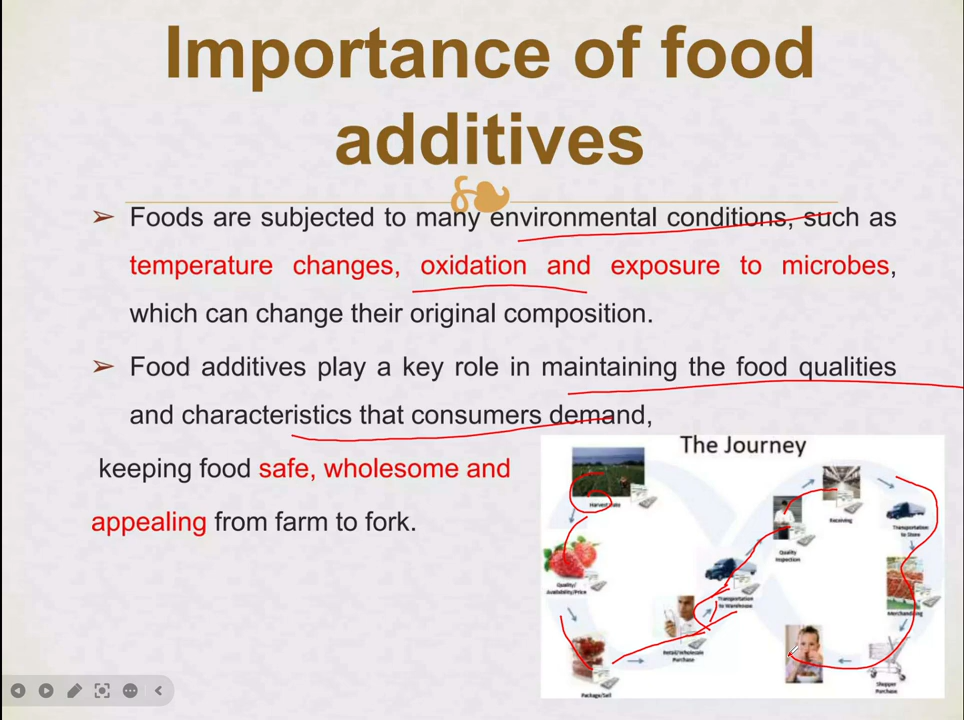 Importance of food
additives
➢ Foods are subjected to many environmental conditions, such as
temperature changes, oxidation and exposure to microbes,
which can change their original composition.
➢ Food additives play a key role in maintaining the food qualities
and characteristics that consumers demand,
keeping food safe, wholesome and
appealing from farm to fork.
The Journey
Harvest
Quality/
Availability/Price
Package/Sell
Retail/Wholesale
Purchase
Transportation
to Warehouse
Quality
Inspection
Receiving
Transportation
to Store
Merchandising
Shopper
Purchase